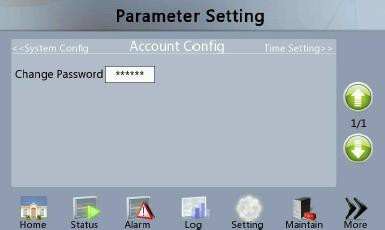 Parameter Setting
<<System Config Account Config Time Setting>>
Change Password ******
1/1
Home Status Alarm Log Setting Maintain More